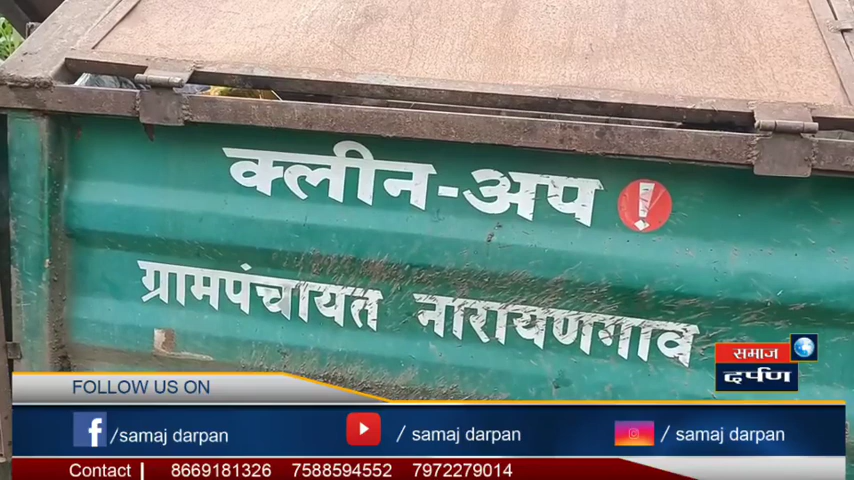 क्लीन-अप!
ग्रामपंचायत नारायणगाव
समाज
दर्पण
FOLLOW US ON
/samaj darpan / samaj darpan / samaj darpan
Contact | 8669181326 7588594552 7972279014